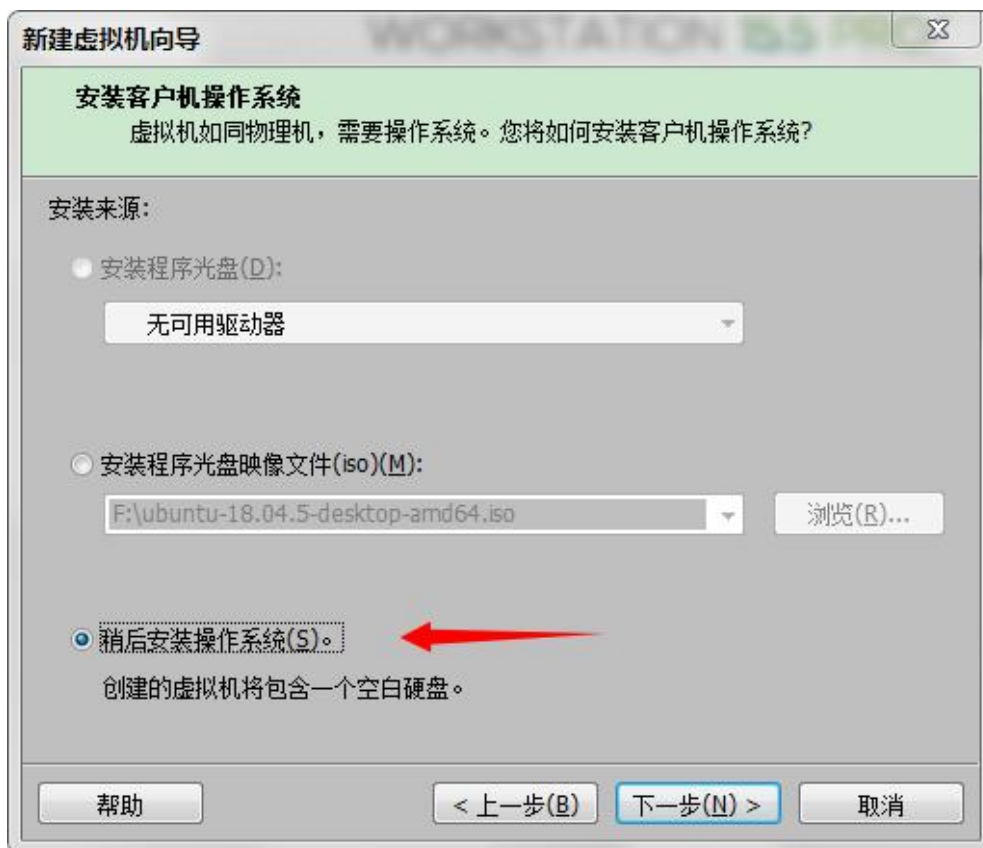 WORKSTATION 15.5 PRO
新建虚拟机向导
安装客户机操作系统
虚拟机如同物理机，需要操作系统。您将如何安装客户机操作系统?
安装来源:
安装程序光盘(D):
无可用驱动器
安装程序光盘映像文件(iso)(M):
F:\ubuntu-18.04.5-desktop-amd64.iso
浏览(R)...
稍后安装操作系统(S)。
创建的虚拟机将包含一个空白硬盘。
帮助
< 上一步(B)
下一步(N) >
取消